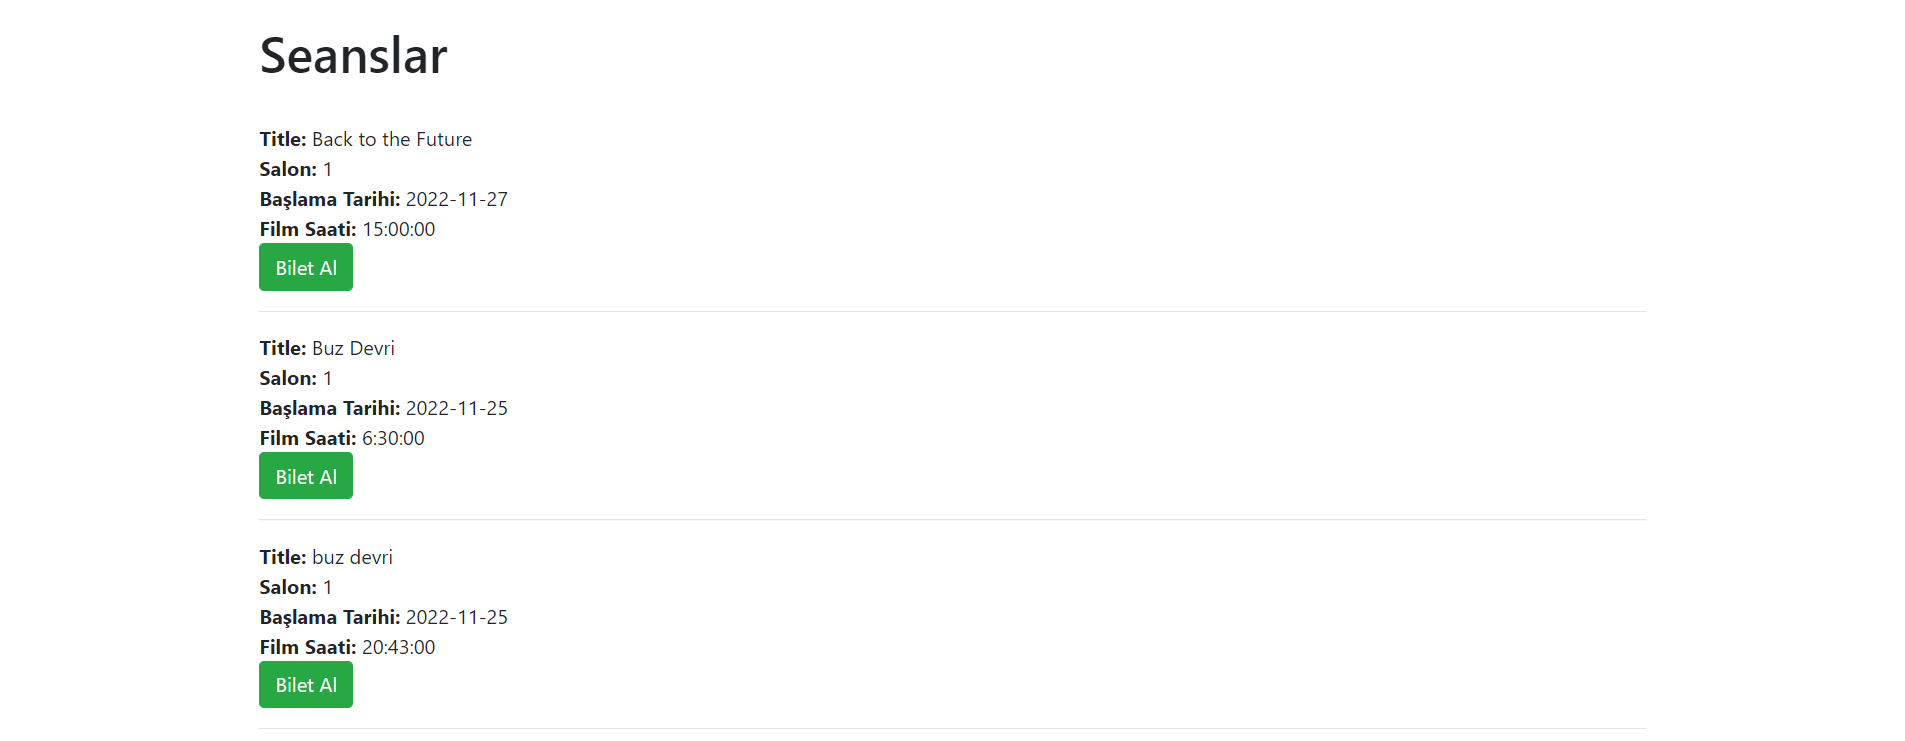 Seanslar
Title: Back to the Future
Salon: 1
Başlama Tarihi: 2022-11-27
Film Saati: 15:00:00
Bilet Al
Title: Buz Devri
Salon: 1
Başlama Tarihi: 2022-11-25
Film Saati: 6:30:00
Bilet Al
Title: buz devri
Salon: 1
Başlama Tarihi: 2022-11-25
Film Saati: 20:43:00
Bilet Al